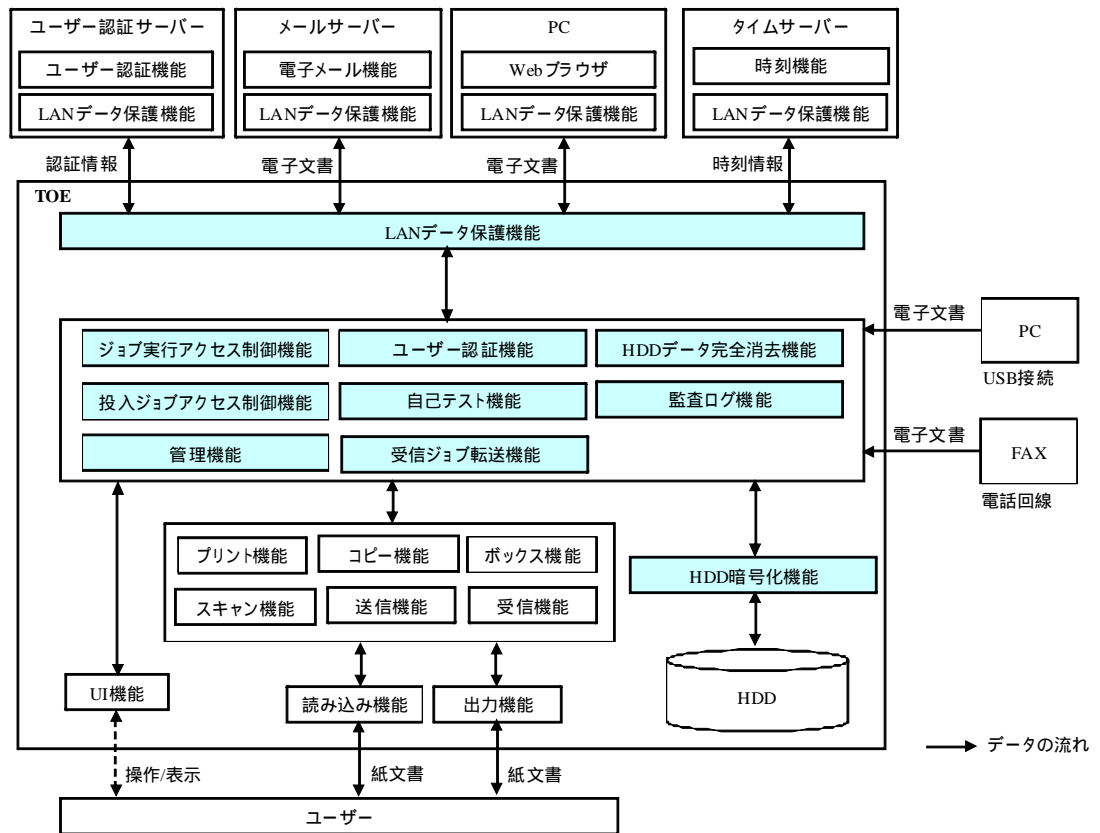 ユーザー認証サーバー
ユーザー認証機能
LANデータ保護機能
メールサーバー
電子メール機能
LANデータ保護機能
PC
Webブラウザ
LANデータ保護機能
タイムサーバー
時刻機能
LANデータ保護機能
認証情報
電子文書
電子文書
時刻情報
TOE
LANデータ保護機能
ジョブ実行アクセス制御機能
ユーザー認証機能
HDDデータ完全消去機能
投入ジョブアクセス制御機能
自己テスト機能
監査ログ機能
管理機能
受信ジョブ転送機能
電子文書
PC
USB接続
電子文書
FAX
電話回線
プリント機能
コピー機能
ボックス機能
スキャン機能
送信機能
受信機能
HDD暗号化機能
HDD
UI機能
読み込み機能
出力機能
データの流れ
操作/表示
紙文書
紙文書
ユーザー